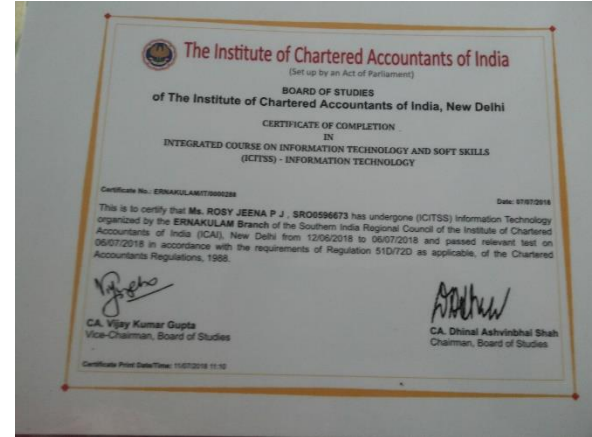 The Institute of Chartered Accountants of India
(Set up by an Act of Parliament)
BOARD OF STUDIES
of The Institute of Chartered Accountants of India, New Delhi
CERTIFICATE OF COMPLETION
IN
INTEGRATED COURSE ON INFORMATION TECHNOLOGY AND SOFT SKILLS
(ICITSS) - INFORMATION TECHNOLOGY
Certificate No.: ERNAKULAM/IT/0000286
Date: 07/07/2018
This is to certify that Ms. ROSY JEENA P J , SRO0596673 has undergone (ICITSS) Information Technology
organized by the ERNAKULAM Branch of the Southern India Regional Council of the Institute of Chartered
Accountants of India (ICAI), New Delhi from 12/06/2018 to 06/07/2018 and passed relevant test on
06/07/2018 in accordance with the requirements of Regulation 51D/72D as applicable, of the Chartered
Accountants Regulations, 1988.
CA. Vijay Kumar Gupta
Vice-Chairman, Board of Studies
CA. Dhinal Ashvinbhai Shah
Chairman, Board of Studies
Certificate Print Date/Time: 11/07/2018 11:10